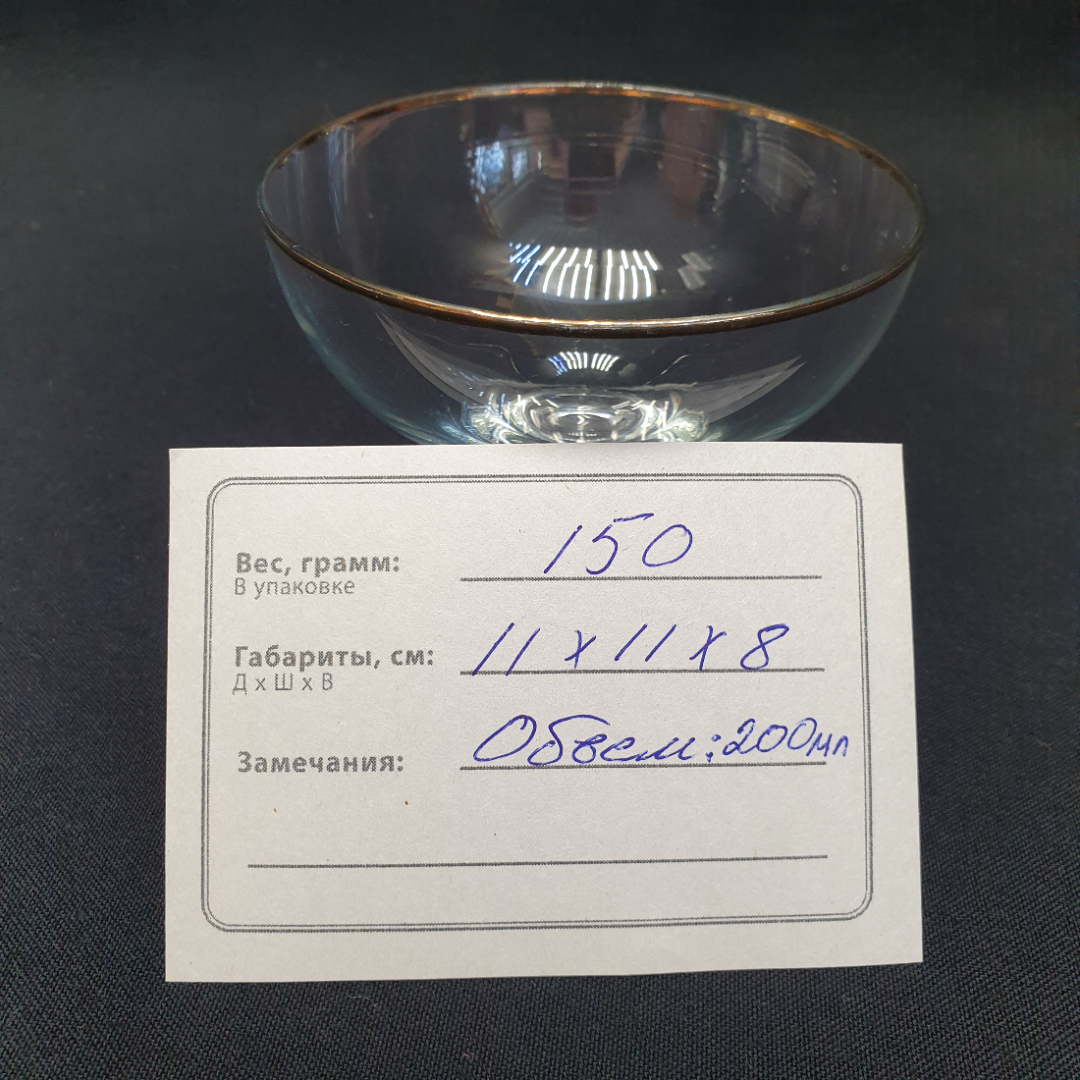 Вес, грамм: 150
В упаковке
Габариты, см: 11 x 11 x 8
Д х Ш х В
Замечания: Объем: 200мл